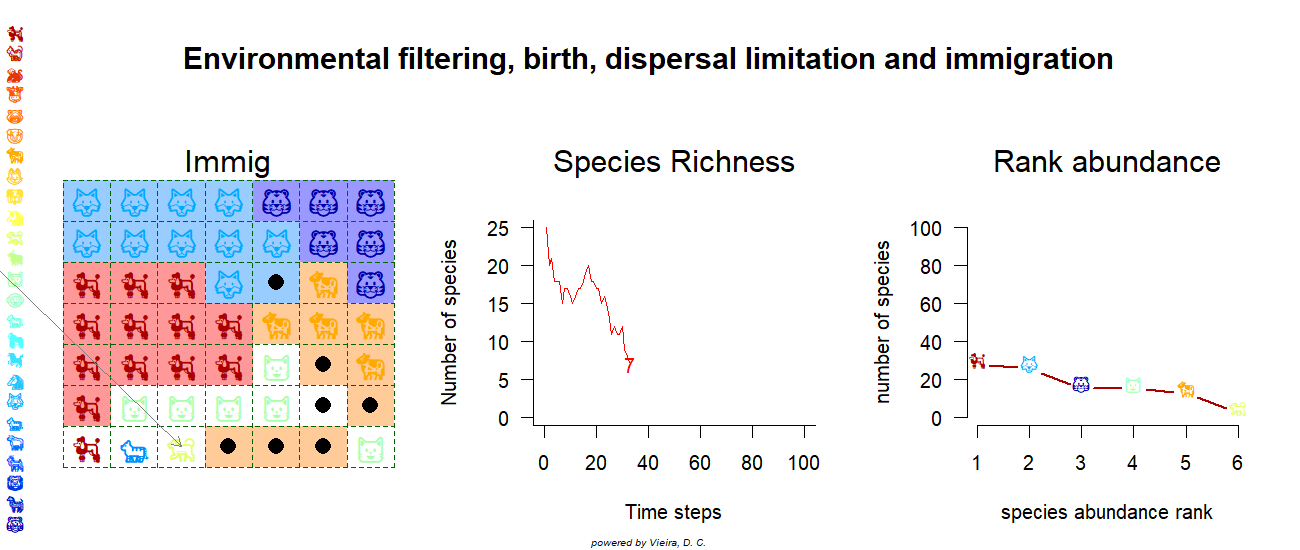 Environmental filtering, birth, dispersal limitation and immigration
Immig
Species Richness
Rank abundance
Number of species
25
20
15
10
5
0
7
0 20 40 60 80 100
Time steps
number of species
100
80
60
40
20
0
1 2 3 4 5 6
species abundance rank
powered by Vieira, D. C.